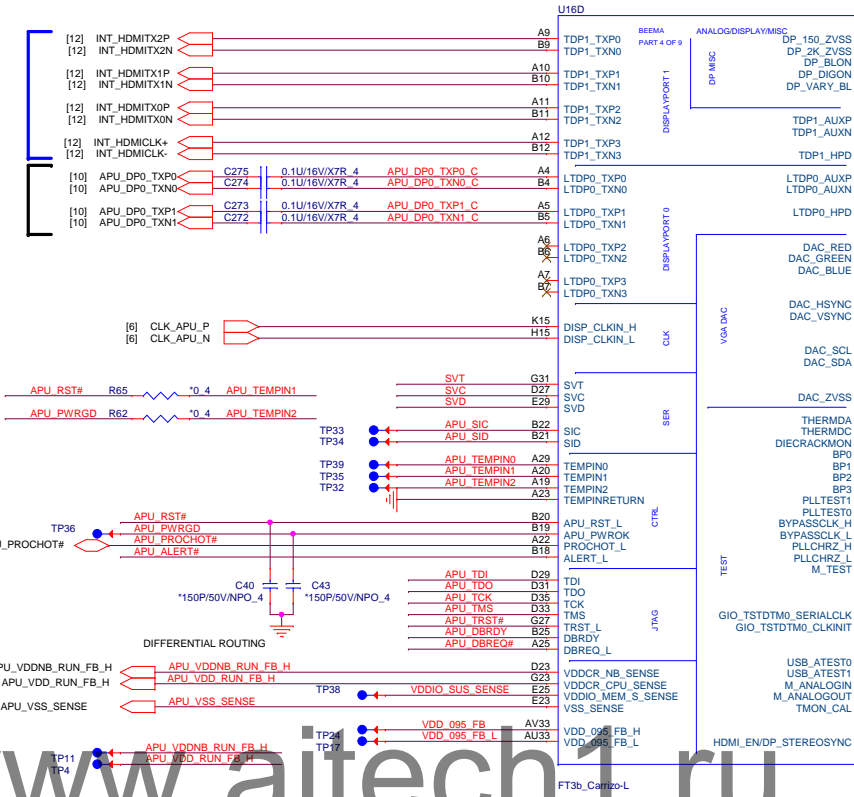 U16D
[12] INT_HDMITX2P A9 TDP1_TXP0 BEEMA ANALOG/DISPLAY/MISC DP_150_ZVSS
[12] INT_HDMITX2N B9 TDP1_TXN0 PART 4 OF 9 DP_2K_ZVSS
DP_BLON
[12] INT_HDMITX1P A10 TDP1_TXP1 DP MISC DP_DIGON
[12] INT_HDMITX1N B10 TDP1_TXN1 DP_VARY_BL
[12] INT_HDMITX0P A11 TDP1_TXP2 DISPLAYPORT 1
[12] INT_HDMITX0N B11 TDP1_TXN2 TDP1_AUXP
TDP1_AUXN
[12] INT_HDMICLK+ A12 TDP1_TXP3
[12] INT_HDMICLK- B12 TDP1_TXN3 TDP1_HPD
[10] APU_DP0_TXP0 C275 0.1U/16V/X7R_4 APU_DP0_TXP0_C A4 LTDP0_TXP0 LTDP0_AUXP
[10] APU_DP0_TXN0 C274 0.1U/16V/X7R_4 APU_DP0_TXN0_C B4 LTDP0_TXN0 LTDP0_AUXN
[10] APU_DP0_TXP1 C273 0.1U/16V/X7R_4 APU_DP0_TXP1_C A5 LTDP0_TXP1 LTDP0_HPD
[10] APU_DP0_TXN1 C272 0.1U/16V/X7R_4 APU_DP0_TXN1_C B5 LTDP0_TXN1
DISPLAYPORT 0
A6 LTDP0_TXP2 DAC_RED
B6 LTDP0_TXN2 DAC_GREEN
DAC_BLUE
A7 LTDP0_TXP3
B7 LTDP0_TXN3
DAC_HSYNC
DAC_VSYNC
[6] CLK_APU_P K15 DISP_CLKIN_H
[6] CLK_APU_N H15 DISP_CLKIN_L CLK VGA DAC
DAC_SCL
DAC_SDA
SVT G31 SVT
APU_RST# R65 *0_4 APU_TEMPIN1 SVC D27 SVC
SVD E29 SVD DAC_ZVSS
APU_PWRGD R62 *0_4 APU_TEMPIN2 SER
TP33 APU_SIC B22 SIC THERMDA
TP34 APU_SID B21 SID THERMDC
DIECRACKMON
BP0
TP39 APU_TEMPIN0 A29 TEMPIN0 BP1
TP35 APU_TEMPIN1 A20 TEMPIN1 BP2
TP32 APU_TEMPIN2 A19 TEMPIN2 BP3
A23 TEMPINRETURN PLLTEST1
PLLTEST0
APU_RST# B20 APU_RST_L CTRL BYPASSCLK_H
TP36 APU_PWRGD B19 APU_PWROK BYPASSCLK_L
U_PROCHOT# APU_PROCHOT# A22 PROCHOT_L PLLCHRZ_H
APU_ALERT# B18 ALERT_L PLLCHRZ_L
TEST M_TEST
APU_TDI D29 TDI
C40 C43 APU_TDO D31 TDO
*150P/50V/NPO_4 *150P/50V/NPO_4 APU_TCK D35 TCK
APU_TMS D33 TMS GIO_TSTDTM0_SERIALCLK
APU_TRST# G27 TRST_L JTAG GIO_TSTDTM0_CLKINIT
APU_DBRDY B25 DBRDY
DIFFERENTIAL ROUTING APU_DBREQ# A25 DBREQ_L
USB_ATEST0
PU_VDDNB_RUN_FB_H APU_VDDNB_RUN_FB_H D23 VDDCR_NB_SENSE USB_ATEST1
APU_VDD_RUN_FB_H APU_VDD_RUN_FB_H G23 VDDCR_CPU_SENSE M_ANALOGIN
TP38 VDDIO_SUS_SENSE E25 VDDIO_MEM_S_SENSE M_ANALOGOUT
APU_VSS_SENSE APU_VSS_SENSE E23 VSS_SENSE TMON_CAL
TP24 VDD_095_FB AV33 VDD_095_FB_H
TP17 VDD_095_FB_L AU33 VDD_095_FB_L HDMI_EN/DP_STEREOSYNC
TP11 APU_VDDNB_RUN_FB_H
TP4 APU_VDD_RUN_FB_H
www.aitech1.ru
FT3b_Carrizo-L